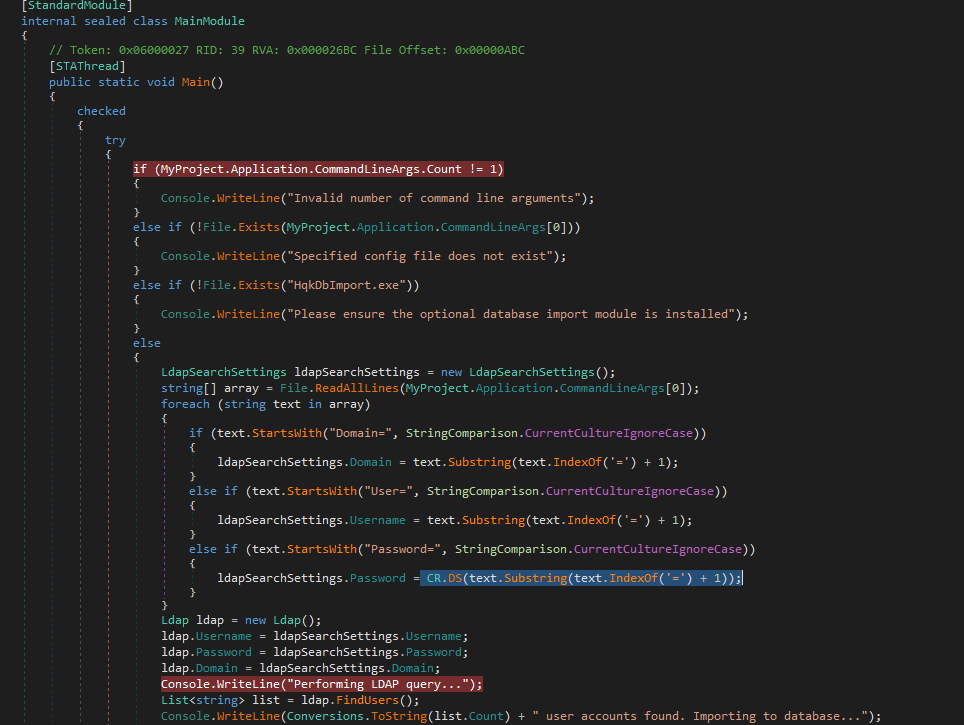 [StandardModule]
internal sealed class MainModule
{
// Token: 0x06000027 RID: 39 RVA: 0x000026BC File Offset: 0x00000ABC
[STAThread]
public static void Main()
{
checked
{
try
{
if (MyProject.Application.CommandLineArgs.Count != 1)
{
Console.WriteLine("Invalid number of command line arguments");
}
else if (!File.Exists(MyProject.Application.CommandLineArgs[0]))
{
Console.WriteLine("Specified config file does not exist");
}
else if (!File.Exists("HqkDbImport.exe"))
{
Console.WriteLine("Please ensure the optional database import module is installed");
}
else
{
LdapSearchSettings ldapSearchSettings = new LdapSearchSettings();
string[] array = File.ReadAllLines(MyProject.Application.CommandLineArgs[0]);
foreach (string text in array)
{
if (text.StartsWith("Domain=", StringComparison.CurrentCultureIgnoreCase))
{
ldapSearchSettings.Domain = text.Substring(text.IndexOf('=') + 1);
}
else if (text.StartsWith("User=", StringComparison.CurrentCultureIgnoreCase))
{
ldapSearchSettings.Username = text.Substring(text.IndexOf('=') + 1);
}
else if (text.StartsWith("Password=", StringComparison.CurrentCultureIgnoreCase))
{
ldapSearchSettings.Password = CR.DS(text.Substring(text.IndexOf('=') + 1));
}
}
Ldap ldap = new Ldap();
ldap.Username = ldapSearchSettings.Username;
ldap.Password = ldapSearchSettings.Password;
ldap.Domain = ldapSearchSettings.Domain;
Console.WriteLine("Performing LDAP query...");
List<string> list = ldap.FindUsers();
Console.WriteLine(Conversions.ToString(list.Count) + " user accounts found. Importing to database...");